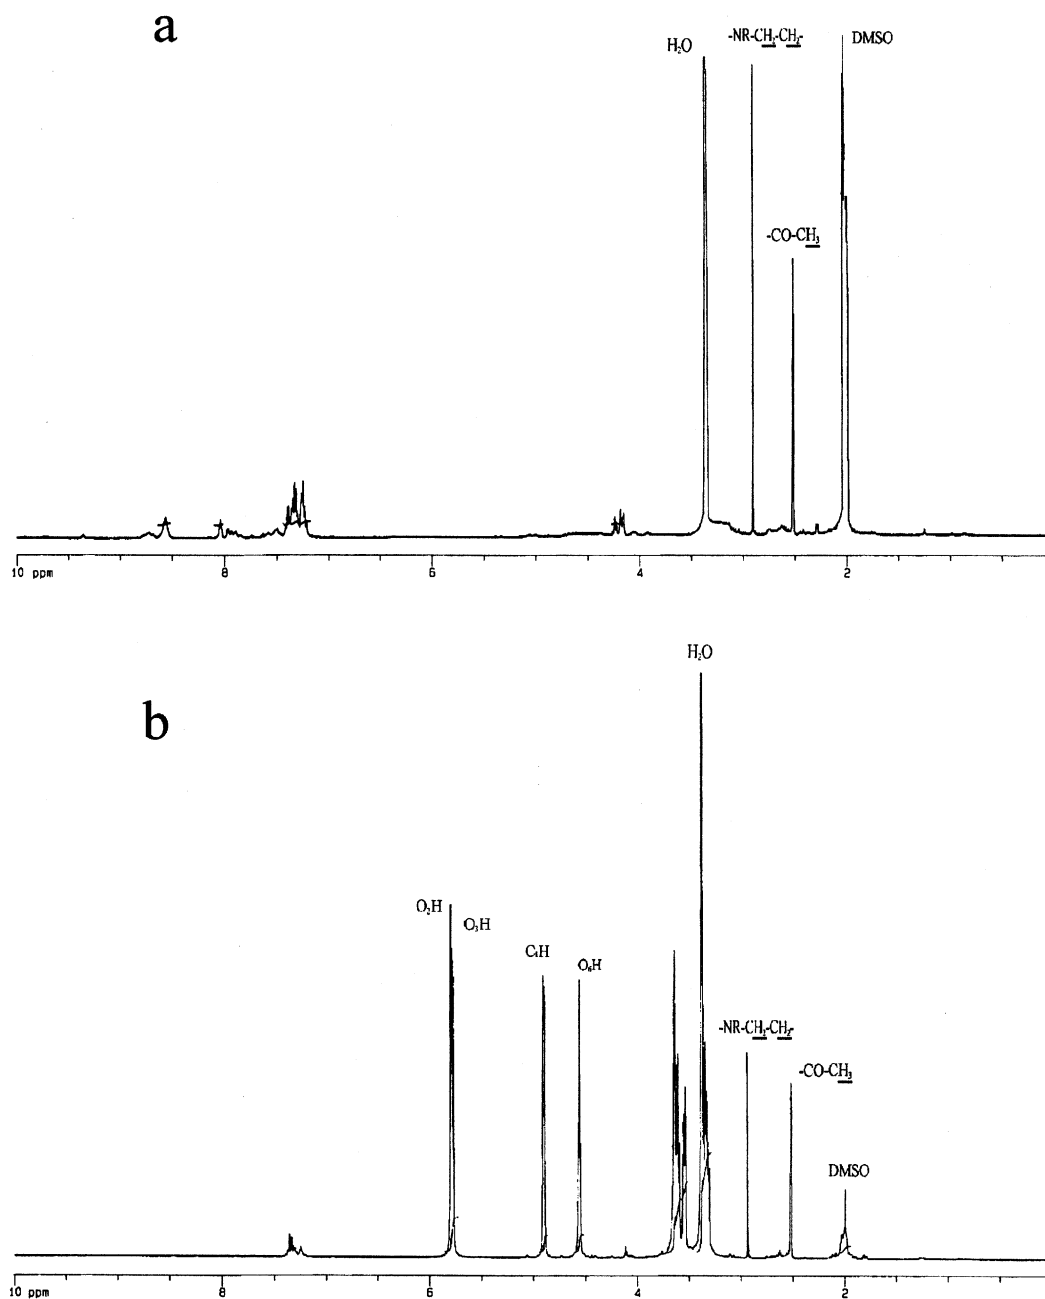 a
H₂O
-NR-CH₂-CH₂-
DMSO
-CO-CH₃
10 ppm 8 6 4 2
b
H₂O
O₂H
O₃H
C₁H
O₆H
-NR-CH₂-CH₂-
-CO-CH₃
DMSO
10 ppm 8 6 4 2